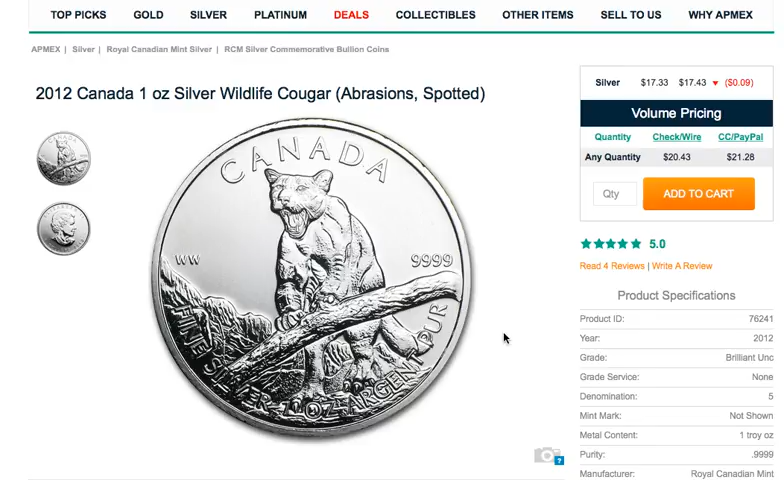 TOP PICKS GOLD SILVER PLATINUM DEALS COLLECTIBLES OTHER ITEMS SELL TO US WHY APMEX
APMEX | Silver | Royal Canadian Mint Silver | RCM Silver Commemorative Bullion Coins
2012 Canada 1 oz Silver Wildlife Cougar (Abrasions, Spotted)
CANADA
WW
9999
FINE SILVER 1 OZ ARGENT PUR
Silver $17.33 $17.43 ($0.09)
Volume Pricing
Quantity Check/Wire CC/PayPal
Any Quantity $20.43 $21.28
Qty ADD TO CART
5.0
Read 4 Reviews | Write A Review
Product Specifications
Product ID: 76241
Year: 2012
Grade: Brilliant Unc
Grade Service: None
Denomination: 5
Mint Mark: Not Shown
Metal Content: 1 troy oz
Purity: .9999
Manufacturer: Royal Canadian Mint
?